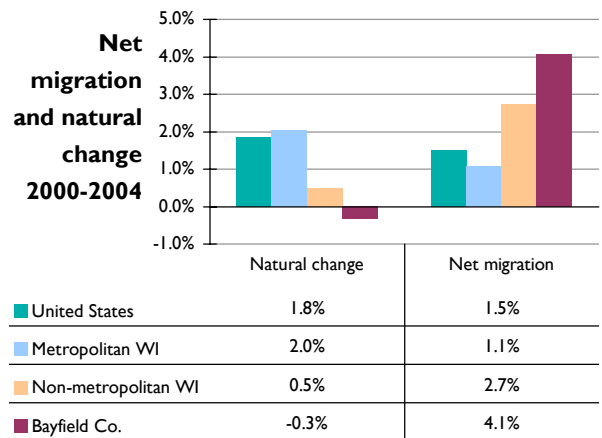 Net
migration
and natural
change
2000-2004
5.0%
4.0%
3.0%
2.0%
1.0%
0.0%
-1.0%
Natural change Net migration
United States 1.8% 1.5%
Metropolitan WI 2.0% 1.1%
Non-metropolitan WI 0.5% 2.7%
Bayfield Co. -0.3% 4.1%